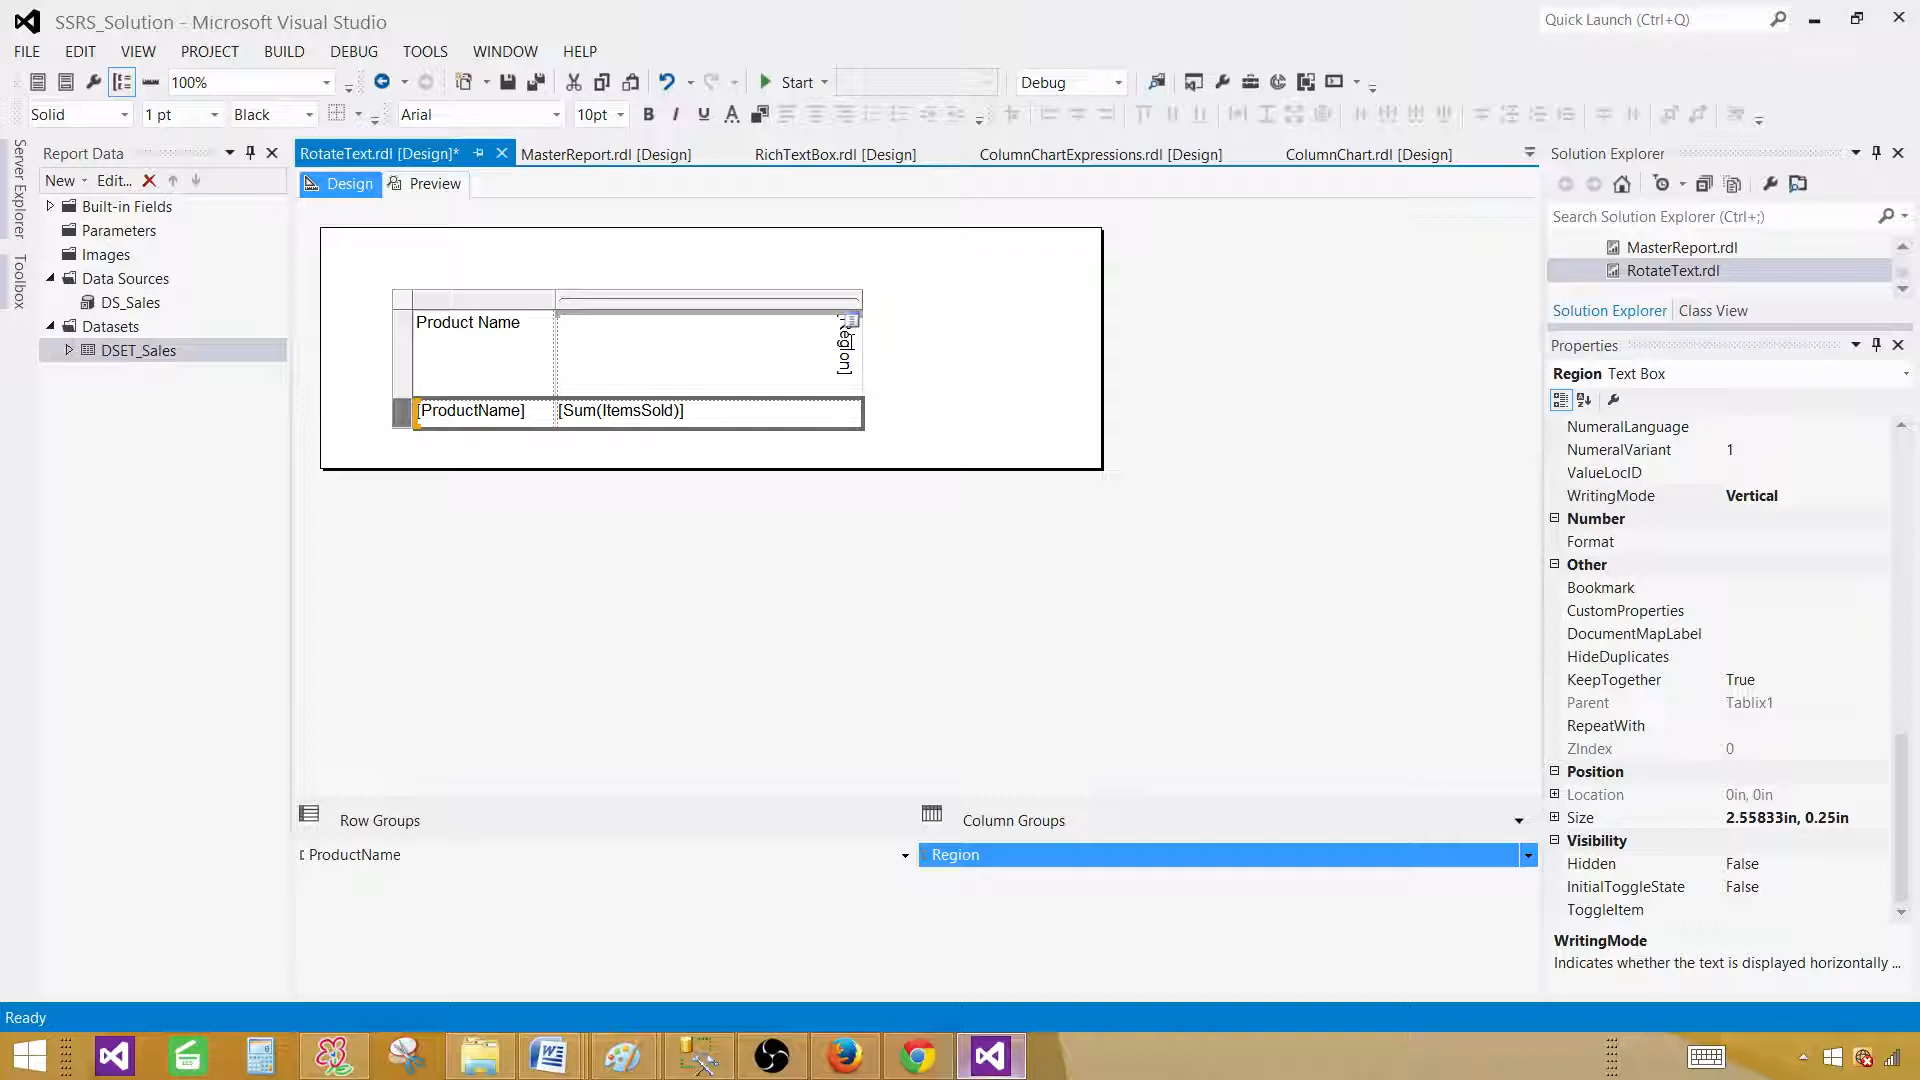 SSRS_Solution - Microsoft Visual Studio
Quick Launch (Ctrl+Q)
FILE EDIT VIEW PROJECT BUILD DEBUG TOOLS WINDOW HELP
100% Start Debug
Solid 1 pt Black Arial 10pt B I U A
Server Explorer
Toolbox
Report Data
New Edit...
Built-in Fields
Parameters
Images
Data Sources
DS_Sales
Datasets
DSET_Sales
RotateText.rdl [Design]* MasterReport.rdl [Design] RichTextBox.rdl [Design] ColumnChartExpressions.rdl [Design] ColumnChart.rdl [Design]
Design Preview
Product Name
[Region]
[ProductName] [Sum(ItemsSold)]
Row Groups
ProductName
Column Groups
Region
Solution Explorer
Search Solution Explorer (Ctrl+;)
MasterReport.rdl
RotateText.rdl
Solution Explorer Class View
Properties
Region Text Box
NumeralLanguage
NumeralVariant 1
ValueLocID
WritingMode Vertical
Number
Format
Other
Bookmark
CustomProperties
DocumentMapLabel
HideDuplicates
KeepTogether True
Parent Tablix1
RepeatWith
ZIndex 0
Position
Location 0in, 0in
Size 2.55833in, 0.25in
Visibility
Hidden False
InitialToggleState False
ToggleItem
WritingMode
Indicates whether the text is displayed horizontally ...
Ready